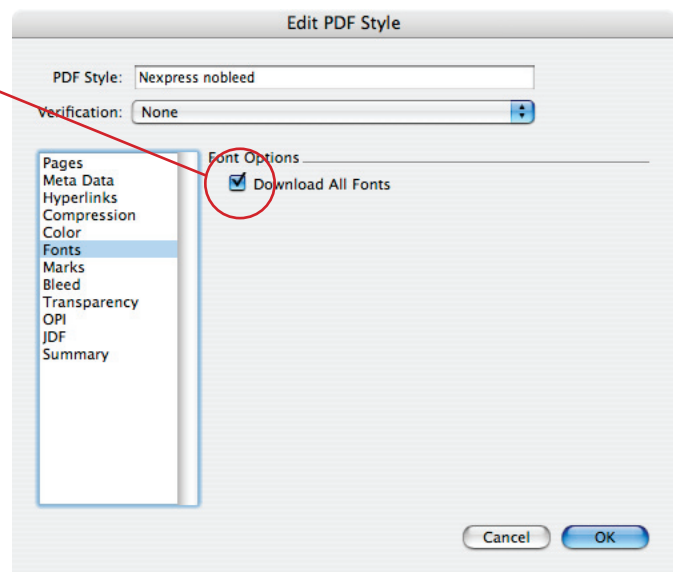 Edit PDF Style
PDF Style: Nexpress nobleed
Verification: None
Pages
Meta Data
Hyperlinks
Compression
Color
Fonts
Marks
Bleed
Transparency
OPI
JDF
Summary
Font Options
Download All Fonts
Cancel OK